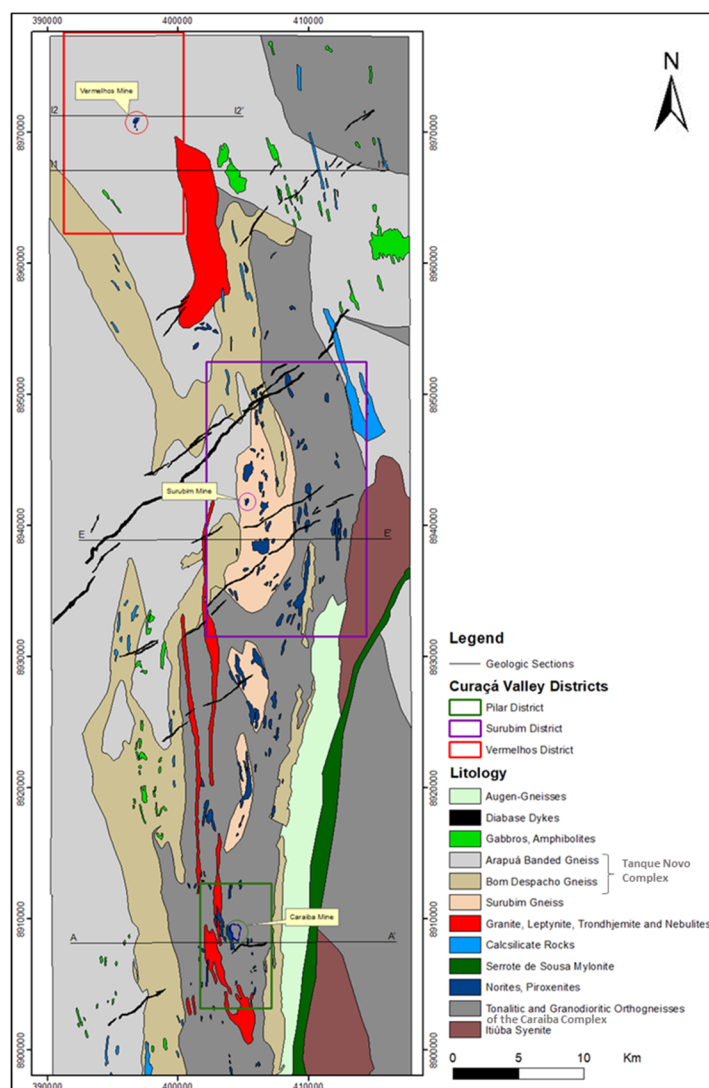 390000 400000 410000
N
Vermelhos Mine
I2 I2'
8970000
I1 I1'
8960000
8950000
Surubim Mine
8940000
E E'
8930000
8920000
8910000
Caraiba Mine
A A'
8900000
390000 400000 410000
Legend
Geologic Sections
Curaçá Valley Districts
Pilar District
Surubim District
Vermelhos District
Litology
Augen-Gneisses
Diabase Dykes
Gabbros, Amphibolites
Arapuá Banded Gneiss
Bom Despacho Gneiss
Tanque Novo
Complex
Surubim Gneiss
Granite, Leptynite, Trondhjemite and Nebulites
Calcsilicate Rocks
Serrote de Sousa Mylonite
Norites, Piroxenites
Tonalitic and Granodioritic Orthogneisses
of the Caraiba Complex
Itiúba Syenite
0 5 10 Km